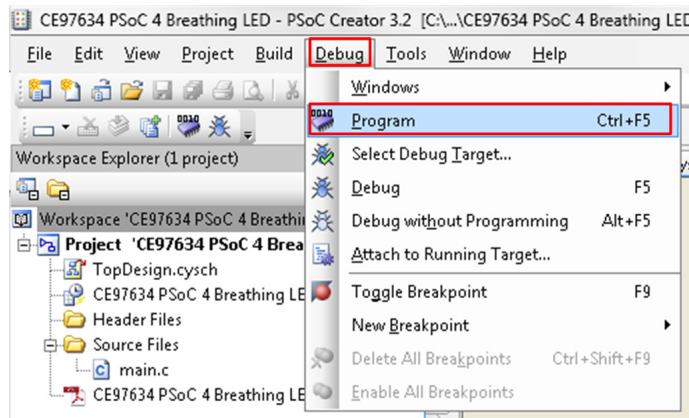 CE97634 PSoC 4 Breathing LED - PSoC Creator 3.2 [C:\...\CE97634 PSoC 4 Breathing LED
File Edit View Project Build Debug Tools Window Help
Windows
Program Ctrl+F5
Workspace Explorer (1 project)
Select Debug Target...
Debug F5
Workspace 'CE97634 PSoC 4 Breathi
Debug without Programming Alt+F5
Project 'CE97634 PSoC 4 Brea
Attach to Running Target...
TopDesign.cysch
CE97634 PSoC 4 Breathing LE
Toggle Breakpoint F9
Header Files
New Breakpoint
Source Files
Delete All Breakpoints Ctrl+Shift+F9
main.c
Enable All Breakpoints
CE97634 PSoC 4 Breathing LE